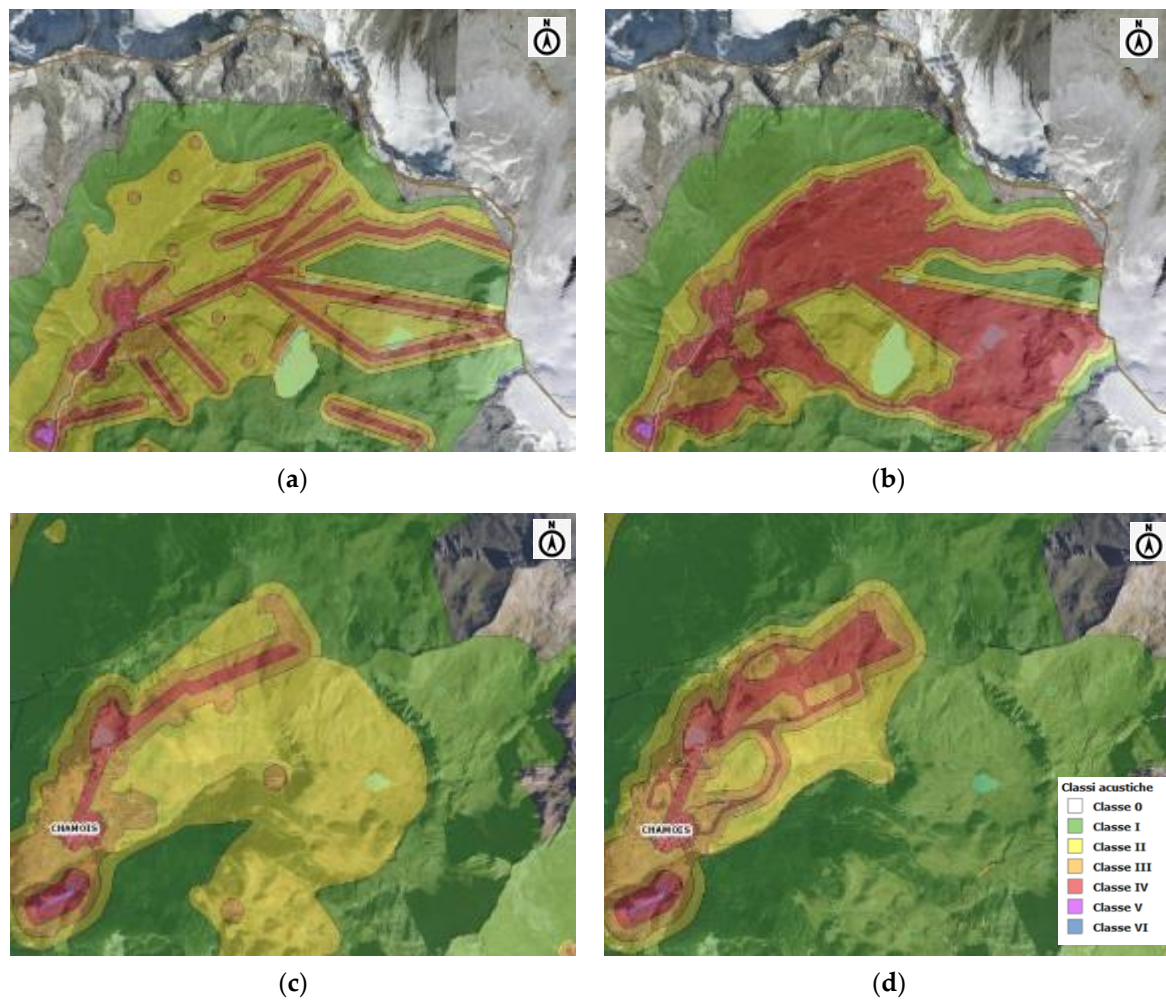 N
N
(a)
(b)
N
N
CHAMOIS
CHAMOIS
Classi acustiche
Classe 0
Classe I
Classe II
Classe III
Classe IV
Classe V
Classe VI
(c)
(d)